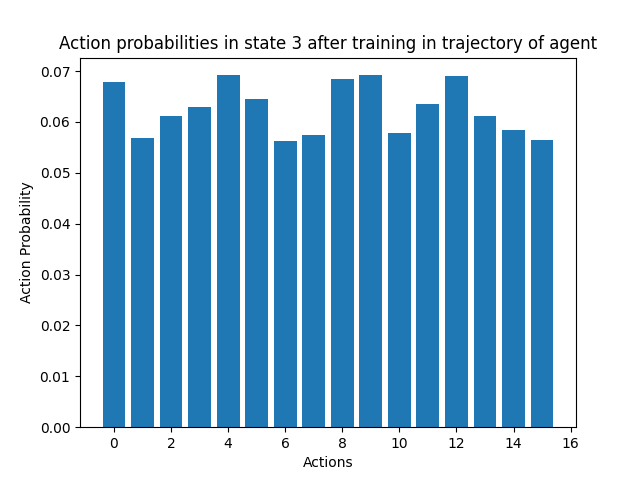 Action probabilities in state 3 after training in trajectory of agent
0.07
0.06
0.05
0.04
0.03
0.02
0.01
0.00
Action Probability
0 2 4 6 8 10 12 14 16
Actions